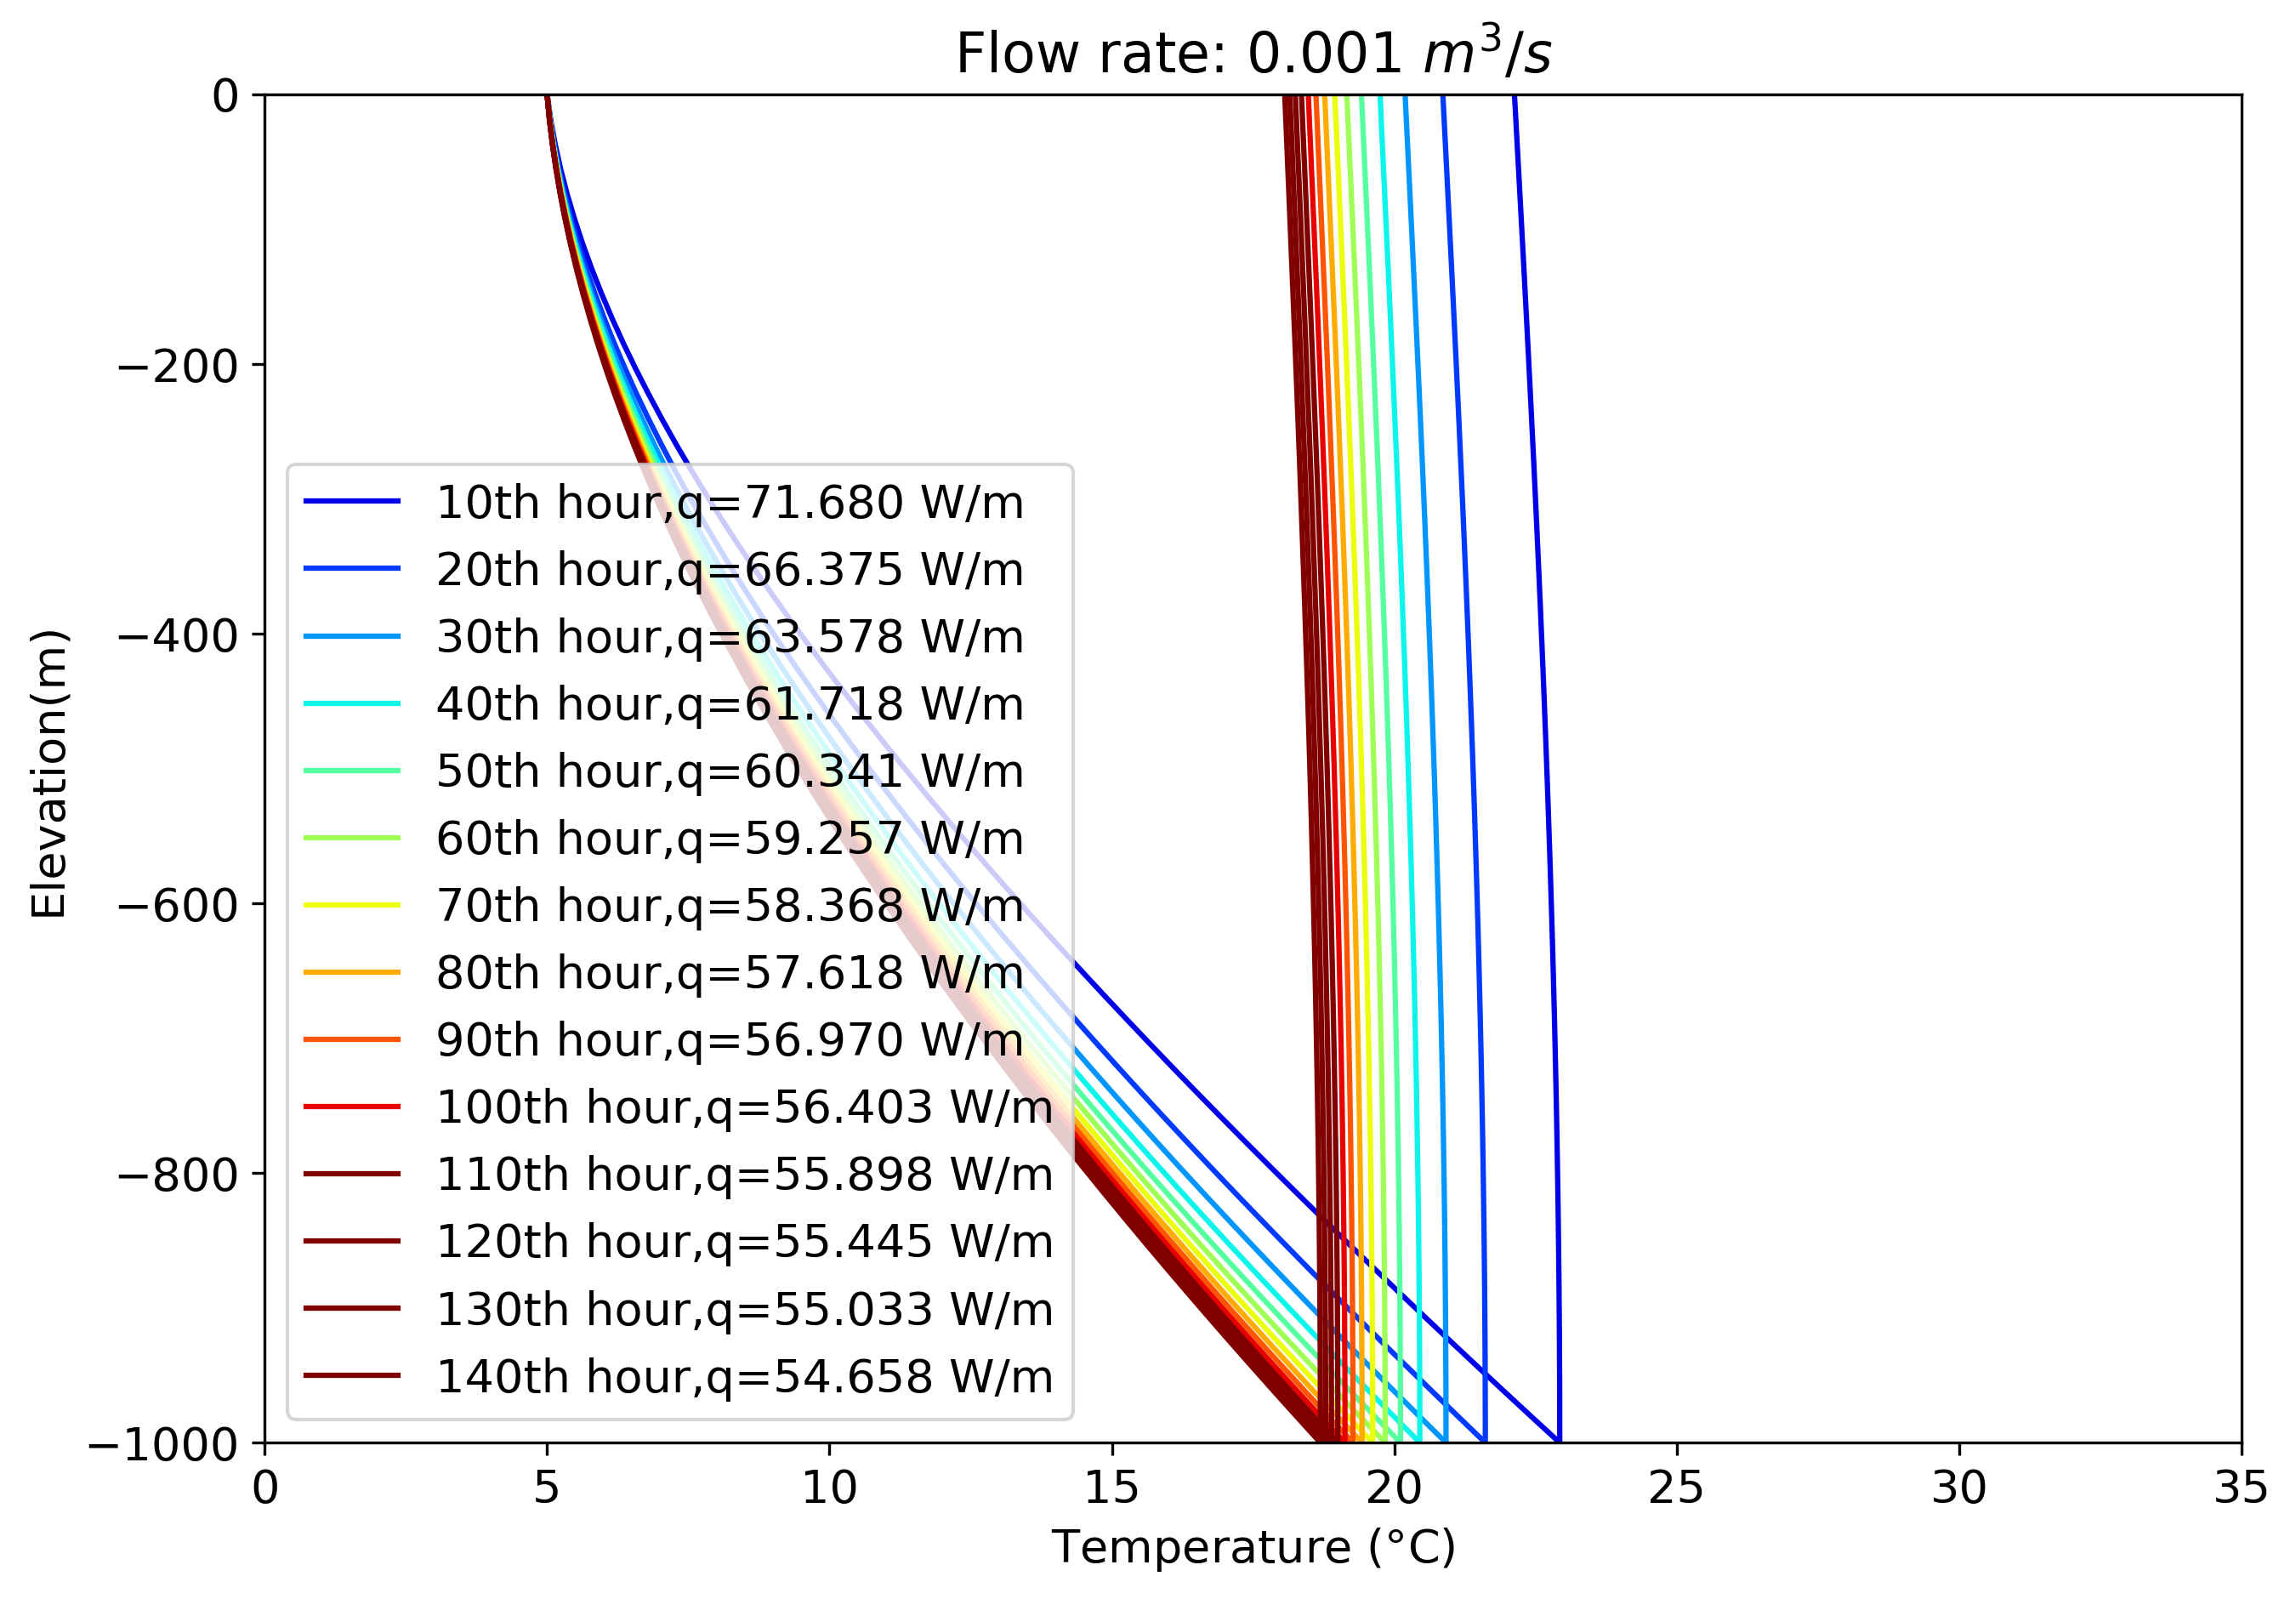 Flow rate: 0.001 m³/s
0
−200
−400
−600
−800
−1000
Elevation(m)
10th hour,q=71.680 W/m
20th hour,q=66.375 W/m
30th hour,q=63.578 W/m
40th hour,q=61.718 W/m
50th hour,q=60.341 W/m
60th hour,q=59.257 W/m
70th hour,q=58.368 W/m
80th hour,q=57.618 W/m
90th hour,q=56.970 W/m
100th hour,q=56.403 W/m
110th hour,q=55.898 W/m
120th hour,q=55.445 W/m
130th hour,q=55.033 W/m
140th hour,q=54.658 W/m
0 5 10 15 20 25 30 35
Temperature (°C)